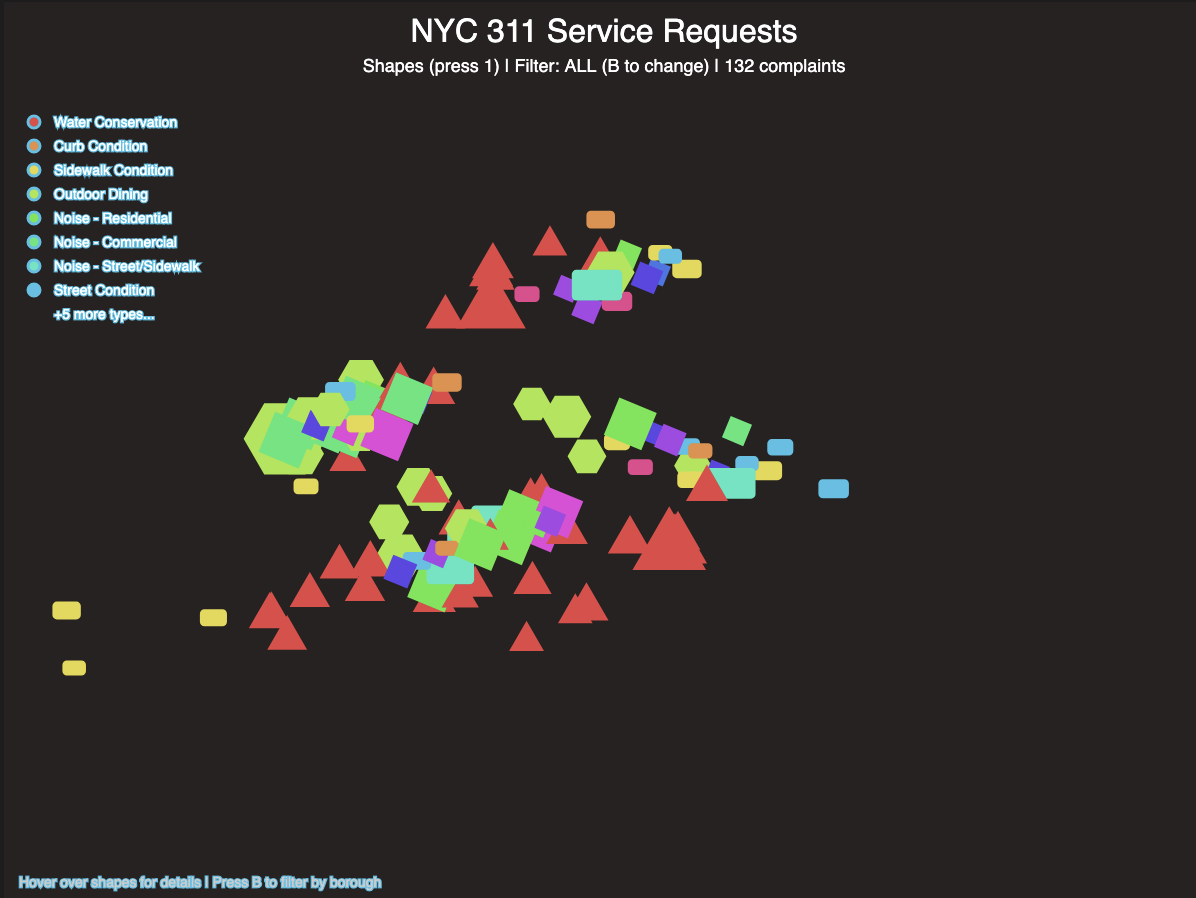 NYC 311 Service Requests
Shapes (press 1) | Filter: ALL (B to change) | 132 complaints
Water Conservation
Curb Condition
Sidewalk Condition
Outdoor Dining
Noise - Residential
Noise - Commercial
Noise - Street/Sidewalk
Street Condition
+5 more types...
Hover over shapes for details | Press B to filter by borough